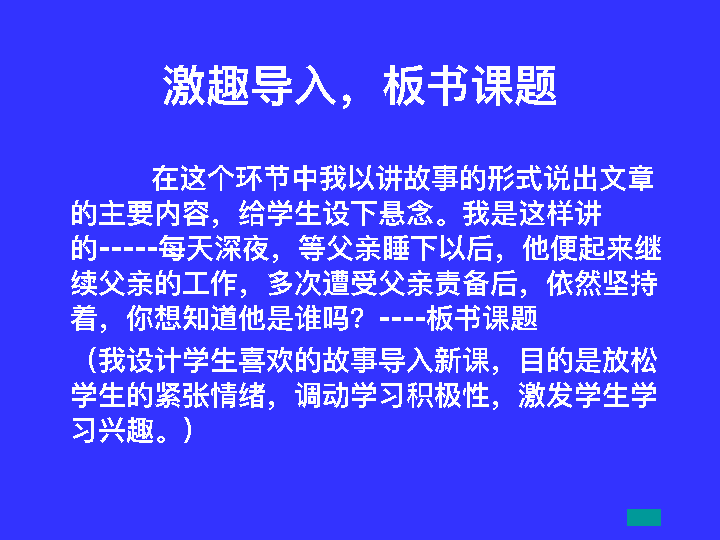 激趣导入，板书课题
在这个环节中我以讲故事的形式说出文章
的主要内容，给学生设下悬念。我是这样讲
的-----每天深夜，等父亲睡下以后，他便起来继
续父亲的工作，多次遭受父亲责备后，依然坚持
着，你想知道他是谁吗？----板书课题
（我设计学生喜欢的故事导入新课，目的是放松
学生的紧张情绪，调动学习积极性，激发学生学
习兴趣。）